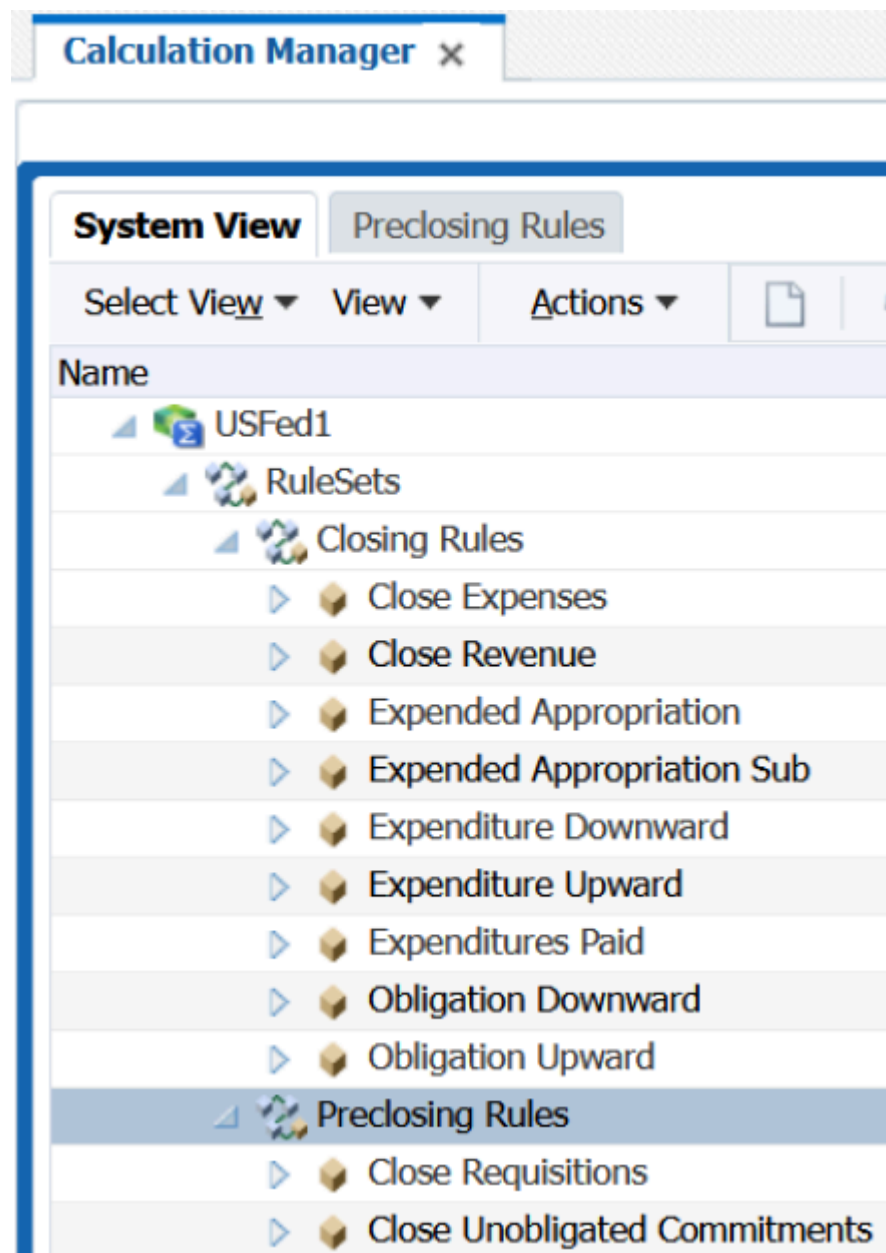 Calculation Manager ×
System View Preclosing Rules
Select View ▼ View ▼ Actions ▼
Name
USFed1
RuleSets
Closing Rules
Close Expenses
Close Revenue
Expended Appropriation
Expended Appropriation Sub
Expenditure Downward
Expenditure Upward
Expenditures Paid
Obligation Downward
Obligation Upward
Preclosing Rules
Close Requisitions
Close Unobligated Commitments